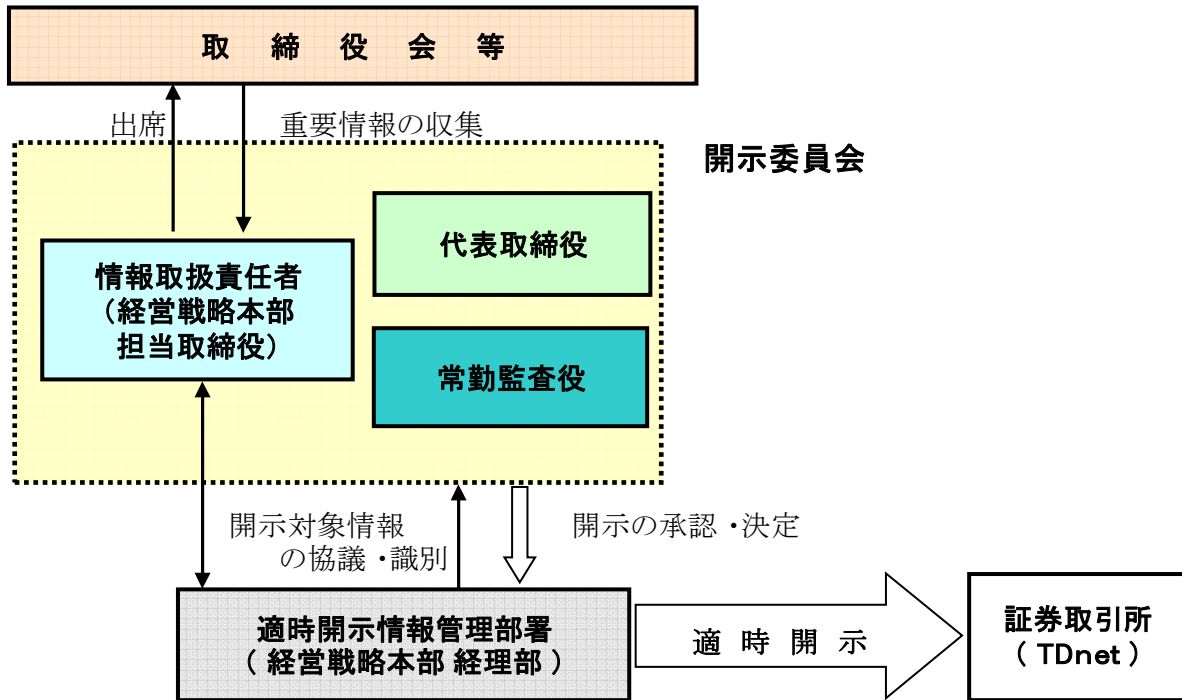 取 締 役 会 等
出席
重要情報の収集
開示委員会
代表取締役
情報取扱責任者
（経営戦略本部
担当取締役）
常勤監査役
開示対象情報
の協議・識別
開示の承認・決定
適時開示情報管理部署
（ 経営戦略本部 経理部 ）
適 時 開 示
証券取引所
（ TDnet ）